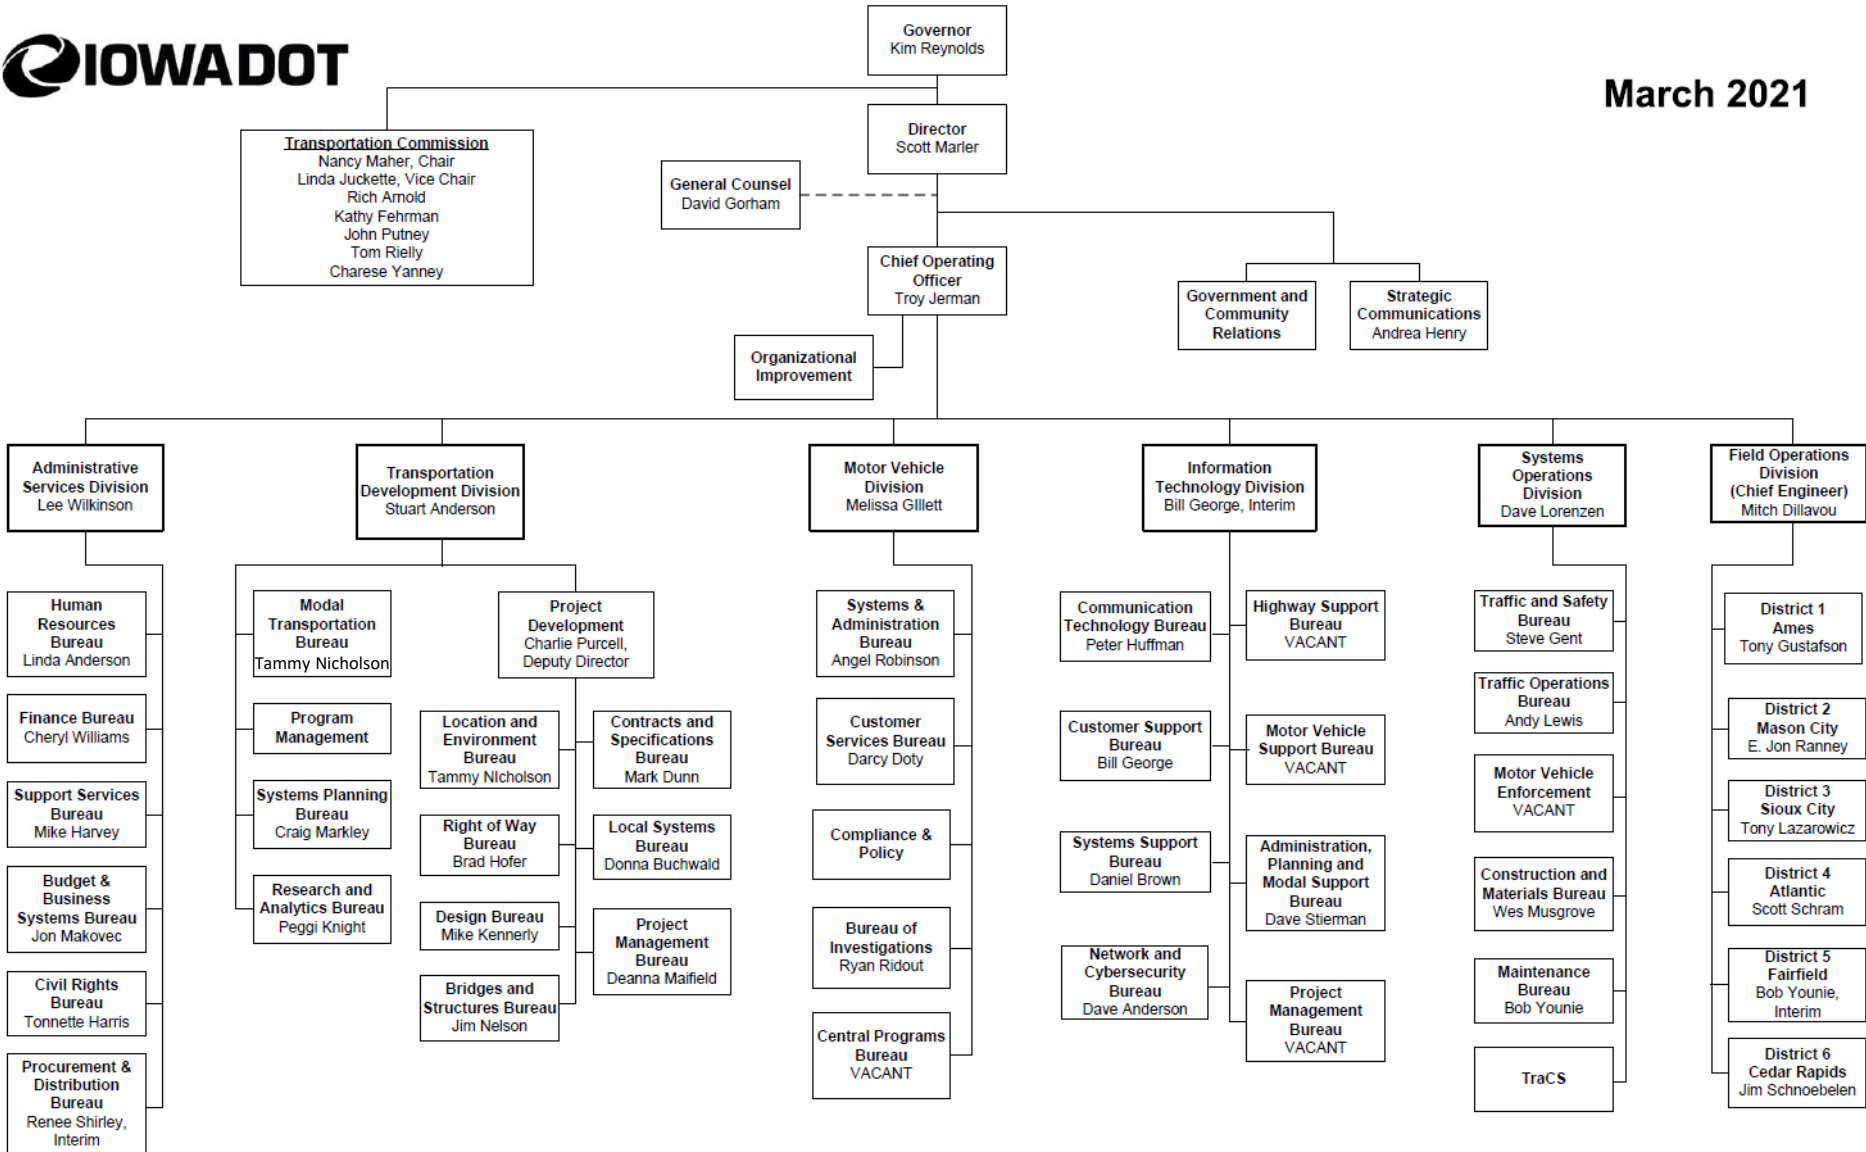 IOWADOT
March 2021
Governor
Kim Reynolds
Director
Scott Marler
Transportation Commission
Nancy Maher, Chair
Linda Juckette, Vice Chair
Rich Arnold
Kathy Fehrman
John Putney
Tom Rielly
Charese Yanney
General Counsel
David Gorham
Chief Operating
Officer
Troy Jerman
Government and
Community
Relations
Strategic
Communications
Andrea Henry
Organizational
Improvement
Administrative
Services Division
Lee Wilkinson
Transportation
Development Division
Stuart Anderson
Motor Vehicle
Division
Melissa GIllett
Information
Technology Division
Bill George, Interim
Systems
Operations
Division
Dave Lorenzen
Field Operations
Division
(Chief Engineer)
Mitch Dillavou
Human
Resources
Bureau
Linda Anderson
Finance Bureau
Cheryl Williams
Support Services
Bureau
Mike Harvey
Budget &
Business
Systems Bureau
Jon Makovec
Civil Rights
Bureau
Tonnette Harris
Procurement &
Distribution
Bureau
Renee Shirley,
Interim
Modal
Transportation
Bureau
Tammy Nicholson
Program
Management
Systems Planning
Bureau
Craig Markley
Research and
Analytics Bureau
Peggi Knight
Project
Development
Charlie Purcell,
Deputy Director
Location and
Environment
Bureau
Tammy NIcholson
Right of Way
Bureau
Brad Hofer
Design Bureau
Mike Kennerly
Bridges and
Structures Bureau
Jim Nelson
Contracts and
Specifications
Bureau
Mark Dunn
Local Systems
Bureau
Donna Buchwald
Project
Management
Bureau
Deanna Maifield
Systems &
Administration
Bureau
Angel Robinson
Customer
Services Bureau
Darcy Doty
Compliance &
Policy
Bureau of
Investigations
Ryan Ridout
Central Programs
Bureau
VACANT
Communication
Technology Bureau
Peter Huffman
Customer Support
Bureau
Bill George
Systems Support
Bureau
Daniel Brown
Network and
Cybersecurity
Bureau
Dave Anderson
Highway Support
Bureau
VACANT
Motor Vehicle
Support Bureau
VACANT
Administration,
Planning and
Modal Support
Bureau
Dave Stierman
Project
Management
Bureau
VACANT
Traffic and Safety
Bureau
Steve Gent
Traffic Operations
Bureau
Andy Lewis
Motor Vehicle
Enforcement
VACANT
Construction and
Materials Bureau
Wes Musgrove
Maintenance
Bureau
Bob Younie
TraCS
District 1
Ames
Tony Gustafson
District 2
Mason City
E. Jon Ranney
District 3
Sioux City
Tony Lazarowicz
District 4
Atlantic
Scott Schram
District 5
Fairfield
Bob Younie,
Interim
District 6
Cedar Rapids
Jim Schnoebelen